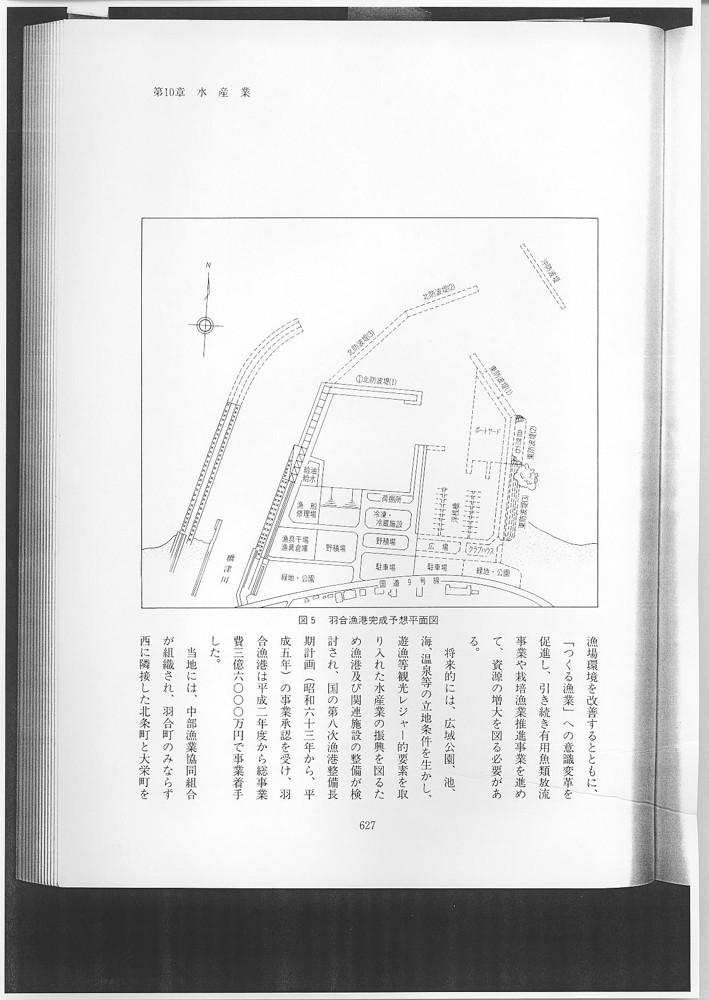 第10章 水産業
N
沖防波堤
北防波堤(2)
北防波堤(3)
①北防波堤(1)
東防波堤(1)
ボートヤード
自然石
東防波堤(2)
東防波堤(3)
給油
給水
漁船
修理場
荷捌所
冷凍・
冷蔵施設
浮桟橋
漁具干場
漁具倉庫
野積場
野積場
広場
クラブハウス
橋津川
緑地・公園
駐車場
駐車場
緑地・公園
国道9号線
図5 羽合漁港完成予想平面図
漁場環境を改善するとともに、
「つくる漁業」への意識変革を
促進し、引き続き有用魚類放流
事業や栽培漁業推進事業を進め
て、資源の増大を図る必要があ
る。
将来的には、広域公園、池、
海、温泉等の立地条件を生かし、
遊漁等観光レジャー的要素を取
り入れた水産業の振興を図るた
め漁港及び関連施設の整備が検
討され、国の第八次漁港整備長
期計画（昭和六十三年から、平
成五年）の事業承認を受け、羽
合漁港は平成二年度から総事業
費三億六〇〇〇万円で事業着手
した。
当地には、中部漁業協同組合
が組織され、羽合町のみならず
西に隣接した北条町と大栄町を
627